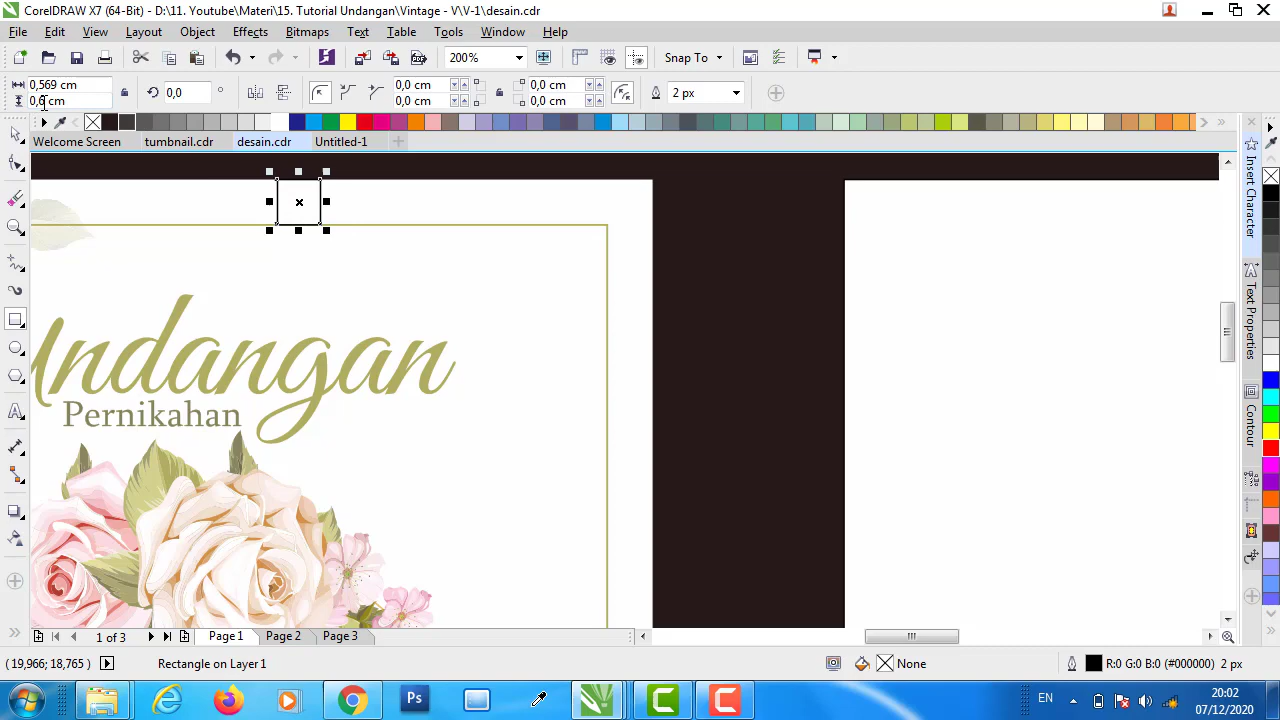 CorelDRAW X7 (64-Bit) - D:\11. Youtube\Materi\15. Tutorial Undangan\Vintage - V\V-1\desain.cdr
File Edit View Layout Object Effects Bitmaps Text Table Tools Window Help
200% Snap To
0,569 cm 0,0 ° 0,0 cm 0,0 cm 2 px
0,6 cm 0,0 cm 0,0 cm
Welcome Screen tumbnail.cdr desain.cdr Untitled-1
Undangan
Pernikahan
Insert Character
Text Properties
Contour
1 of 3 Page 1 Page 2 Page 3
(19,966; 18,765) Rectangle on Layer 1 None R:0 G:0 B:0 (#000000) 2 px
Ps EN 20:02
07/12/2020